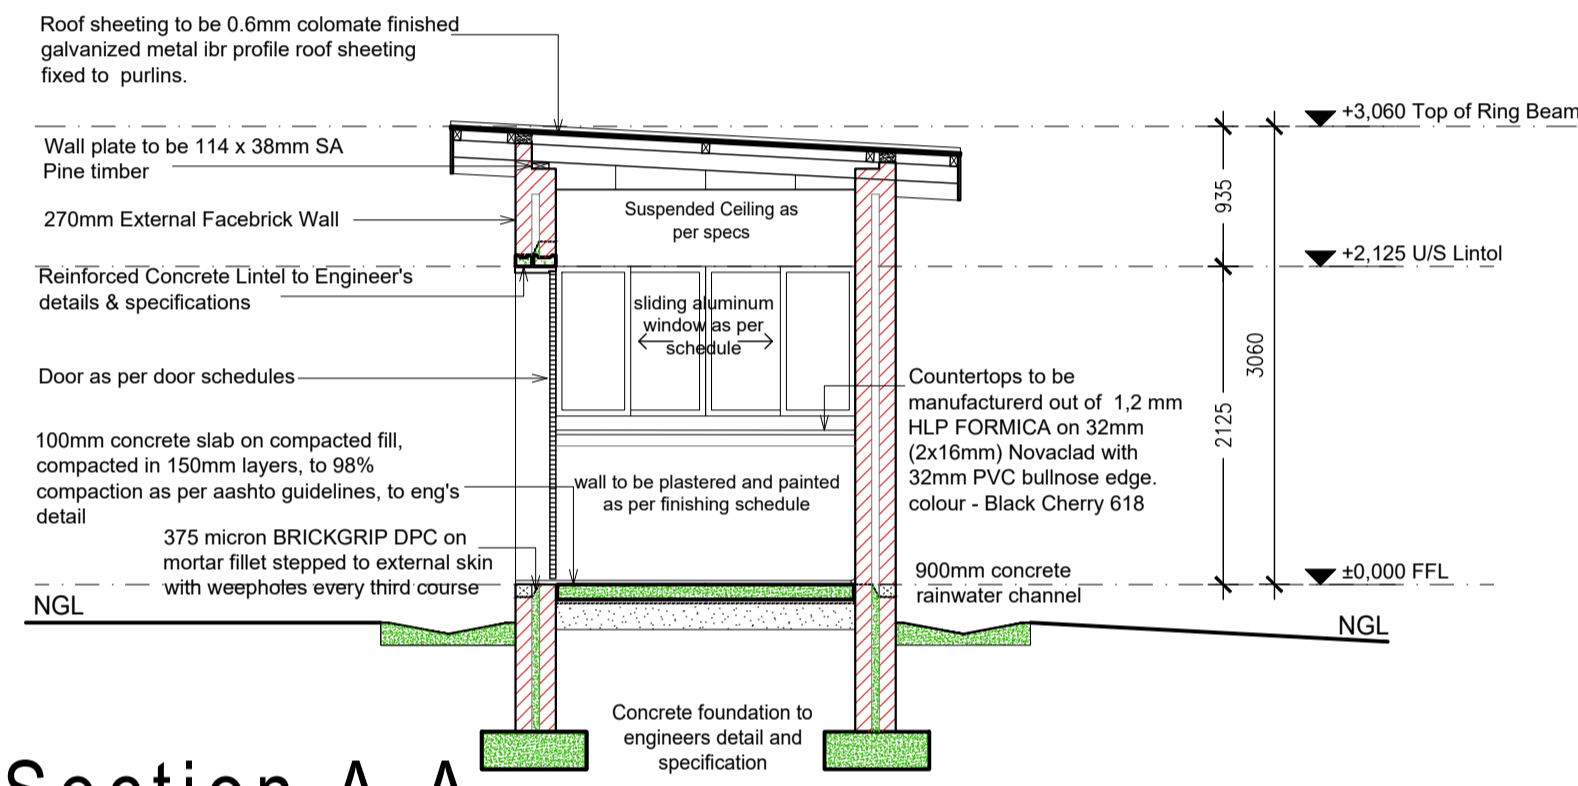 Roof sheeting to be 0.6mm colomate finished
galvanized metal ibr profile roof sheeting
fixed to purlins.
+3,060 Top of Ring Beam
Wall plate to be 114 x 38mm SA
Pine timber
270mm External Facebrick Wall
Suspended Ceiling as
per specs
935
+2,125 U/S Lintol
Reinforced Concrete Lintel to Engineer's
details & specifications
sliding aluminum
window as per
schedule
3060
Door as per door schedules
Countertops to be
manufacturerd out of 1,2 mm
HLP FORMICA on 32mm
(2x16mm) Novaclad with
32mm PVC bullnose edge.
colour - Black Cherry 618
2125
100mm concrete slab on compacted fill,
compacted in 150mm layers, to 98%
compaction as per aashto guidelines, to eng's
detail
wall to be plastered and painted
as per finishing schedule
375 micron BRICKGRIP DPC on
mortar fillet stepped to external skin
with weepholes every third course
900mm concrete
rainwater channel
±0,000 FFL
NGL
NGL
Concrete foundation to
engineers detail and
specification
Section A-A